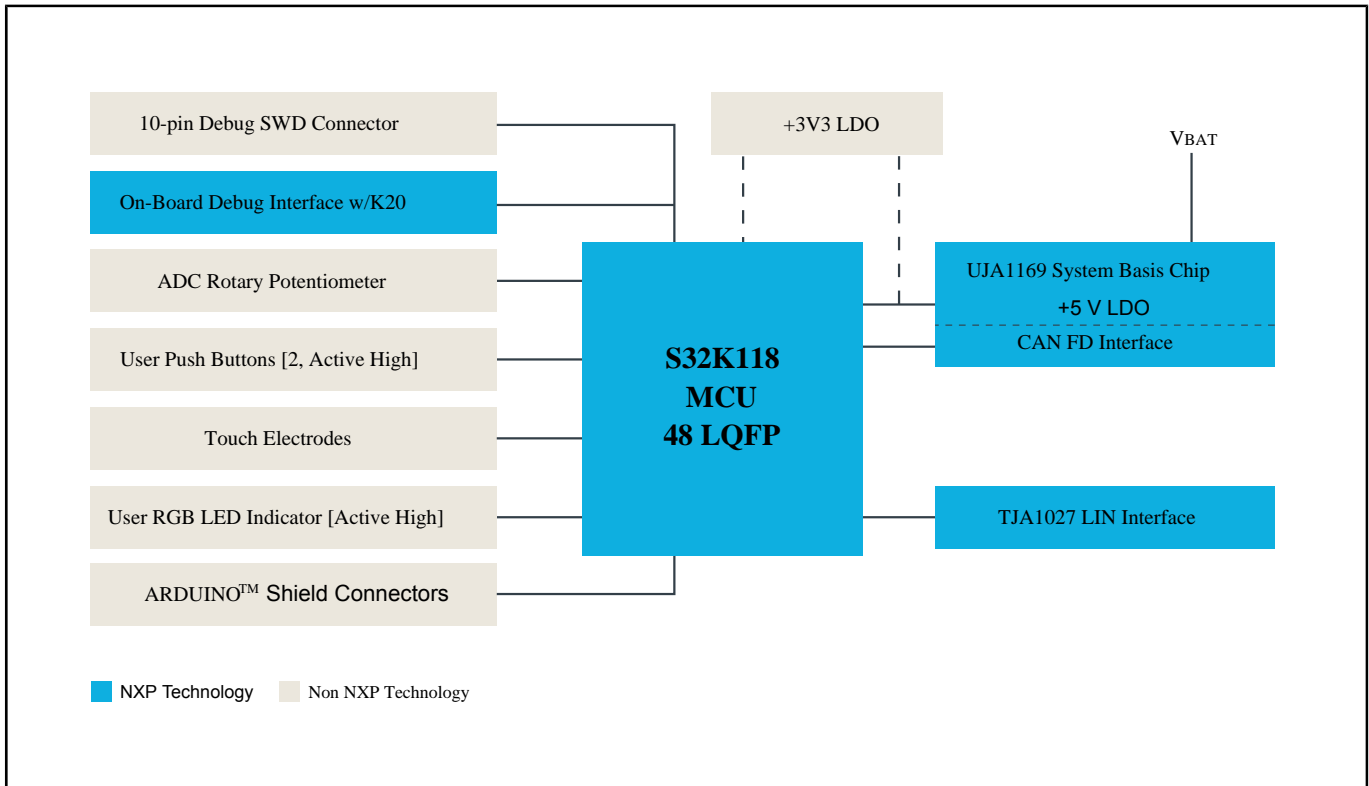 10-pin Debug SWD Connector
On-Board Debug Interface w/K20
ADC Rotary Potentiometer
User Push Buttons [2, Active High]
Touch Electrodes
User RGB LED Indicator [Active High]
ARDUINO™ Shield Connectors
+3V3 LDO
S32K118
MCU
48 LQFP
VBAT
UJA1169 System Basis Chip
+5 V LDO
CAN FD Interface
TJA1027 LIN Interface
NXP Technology
Non NXP Technology